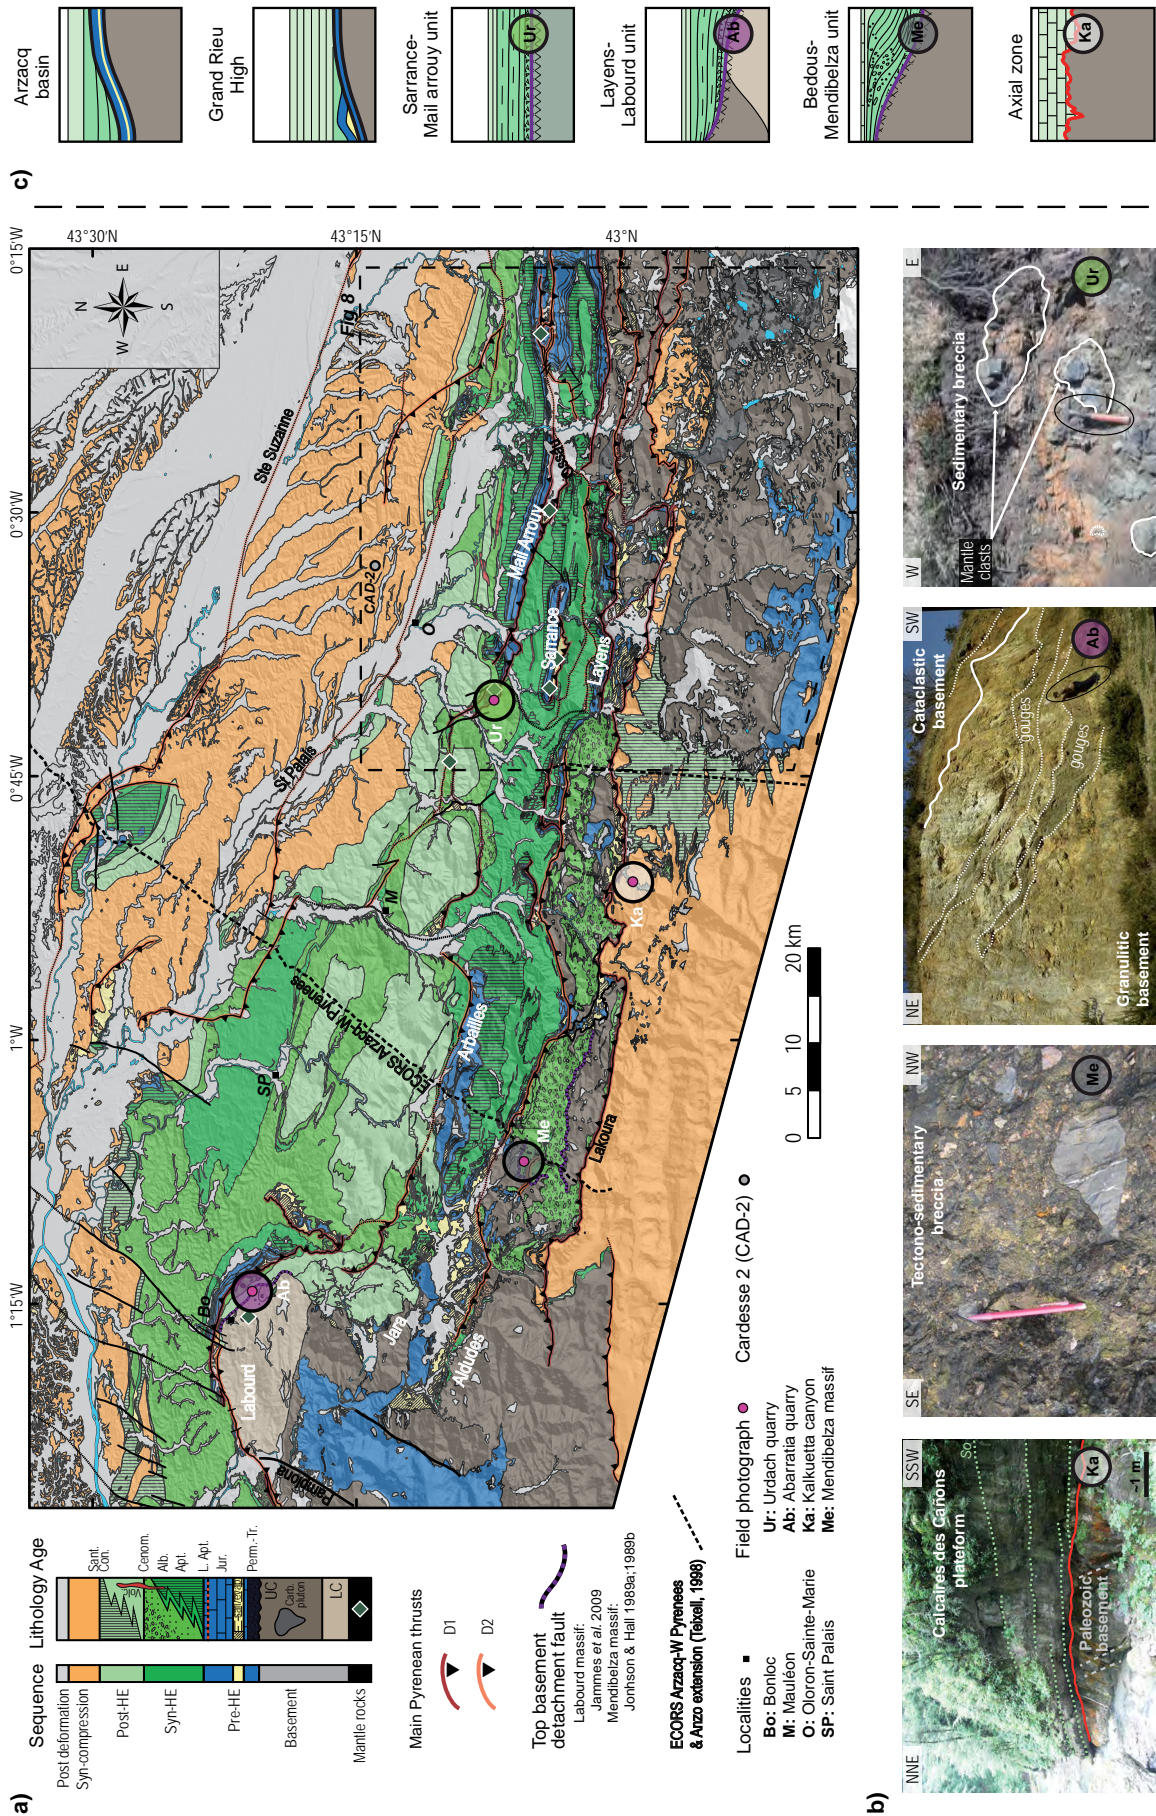 a)
Sequence
Lithology
Age
Post deformation
Syn-compression
Post-HE
Syn-HE
Pre-HE
Basement
Mantle rocks
Volc.
UC
Carb.
pluton
LC
Sant.
Con.
Cenom.
Alb.
Apt.
L. Apt.
Jur.
Perm.-Tr.
Main Pyrenean thrusts
D1
D2
Top basement
detachment fault
Labourd massif:
Jammes et al. 2009
Mendibelza massif:
Jonhson & Hall 1989a;1989b
ECORS Arzacq-W Pyrenees
& Anzo extension (Teixell, 1998)
Localities
Bo: Bonloc
M: Mauléon
O: Oloron-Sainte-Marie
SP: Saint Palais
Field photograph
Ur: Urdach quarry
Ab: Abarratia quarry
Ka: Kalkuetta canyon
Me: Mendibelza massif
Cardesse 2 (CAD-2)
0
5
10
20 km
1°15'W
1°W
0°45'W
0°30'W
0°15'W
43°30'N
43°15'N
43°N
N
W
E
S
Fig. 8
Ste Suzanne
CAD-2
St Palais
O
M
SP
ECORS Arzacq-W Pyrenees
Bo
Ab
Labourd
Pamplona
Jara
Aldudes
Arbailles
Me
Lakoura
Ka
Ur
Mail Arrouy
Sarrance
Layens
b)
NNE
SSW
Calcaires des Cañons
plateform
So
Paleozoic
basement
Ka
~1 m
SE
NW
Tectono-sedimentary
breccia
Me
NE
SW
Cataclastic
basement
gouges
gouges
Granulitic
basement
Ab
W
E
Sedimentary breccia
Mantle
clasts
Ur
c)
Arzacq
basin
Grand Rieu
High
Sarrance-
Mail arrouy unit
Ur
Layens-
Labourd unit
Ab
Bedous-
Mendibelza unit
Me
Axial zone
Ka